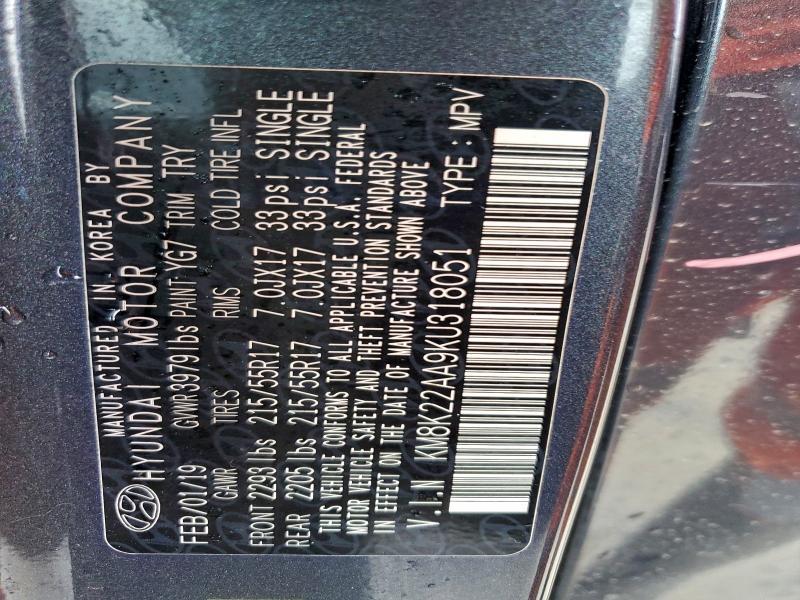 MANUFACTURED IN KOREA BY
HYUNDAI MOTOR COMPANY
FEB/01/19 GVWR 3979 lbs PAINT YG7 TRIM TRY
GAWR TIRES RIMS COLD TIRE INFL
FRONT 2293 lbs 215/55R17 7.0JX17 33psi SINGLE
REAR 2205 lbs 215/55R17 7.0JX17 33psi SINGLE
THIS VEHICLE CONFORMS TO ALL APPLICABLE U.S.A. FEDERAL
MOTOR VEHICLE SAFETY AND THEFT PREVENTION STANDARDS
IN EFFECT ON THE DATE OF MANUFACTURE SHOWN ABOVE
V.I.N KM8K22AA9KU318051 TYPE : MPV